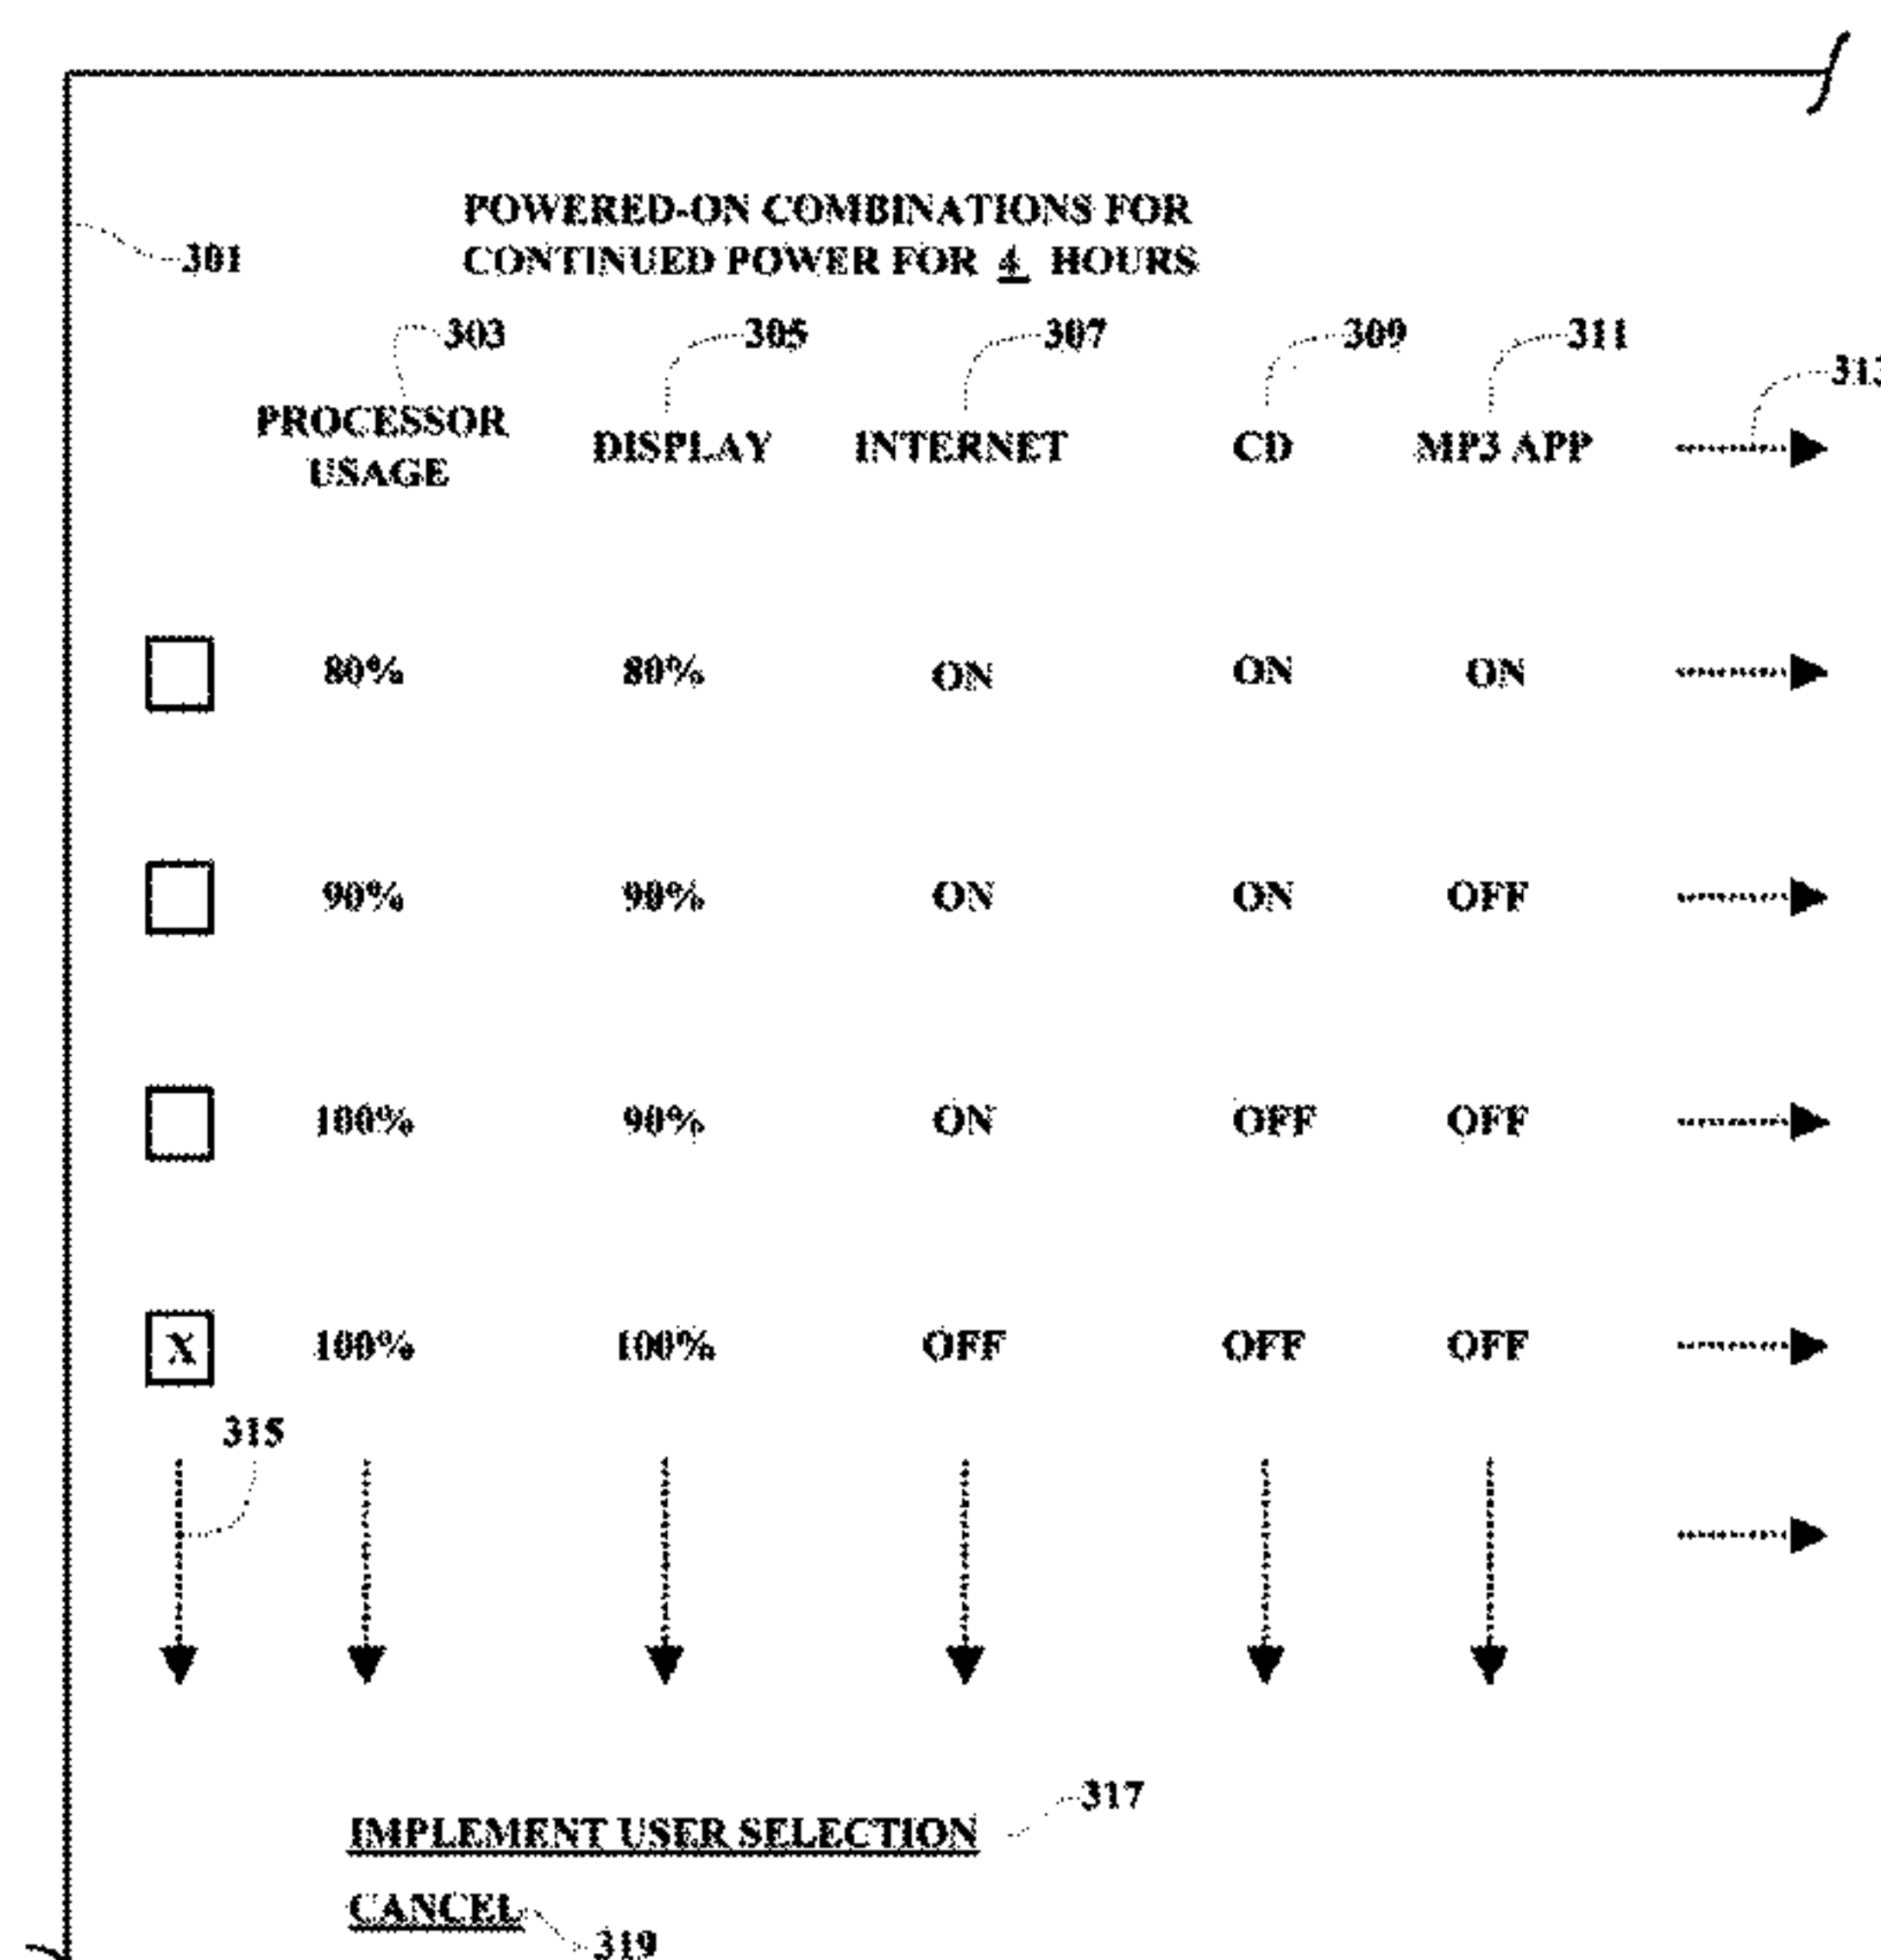 POWERED-ON COMBINATIONS FOR
301 CONTINUED POWER FOR 4 HOURS
303 305 307 309 311
313
PROCESSOR
USAGE DISPLAY INTERNET CD MP3 APP
80% 80% ON ON ON
90% 90% ON ON OFF
100% 90% ON OFF OFF
X 100% 100% OFF OFF OFF
315
317
IMPLEMENT USER SELECTION
CANCEL
319